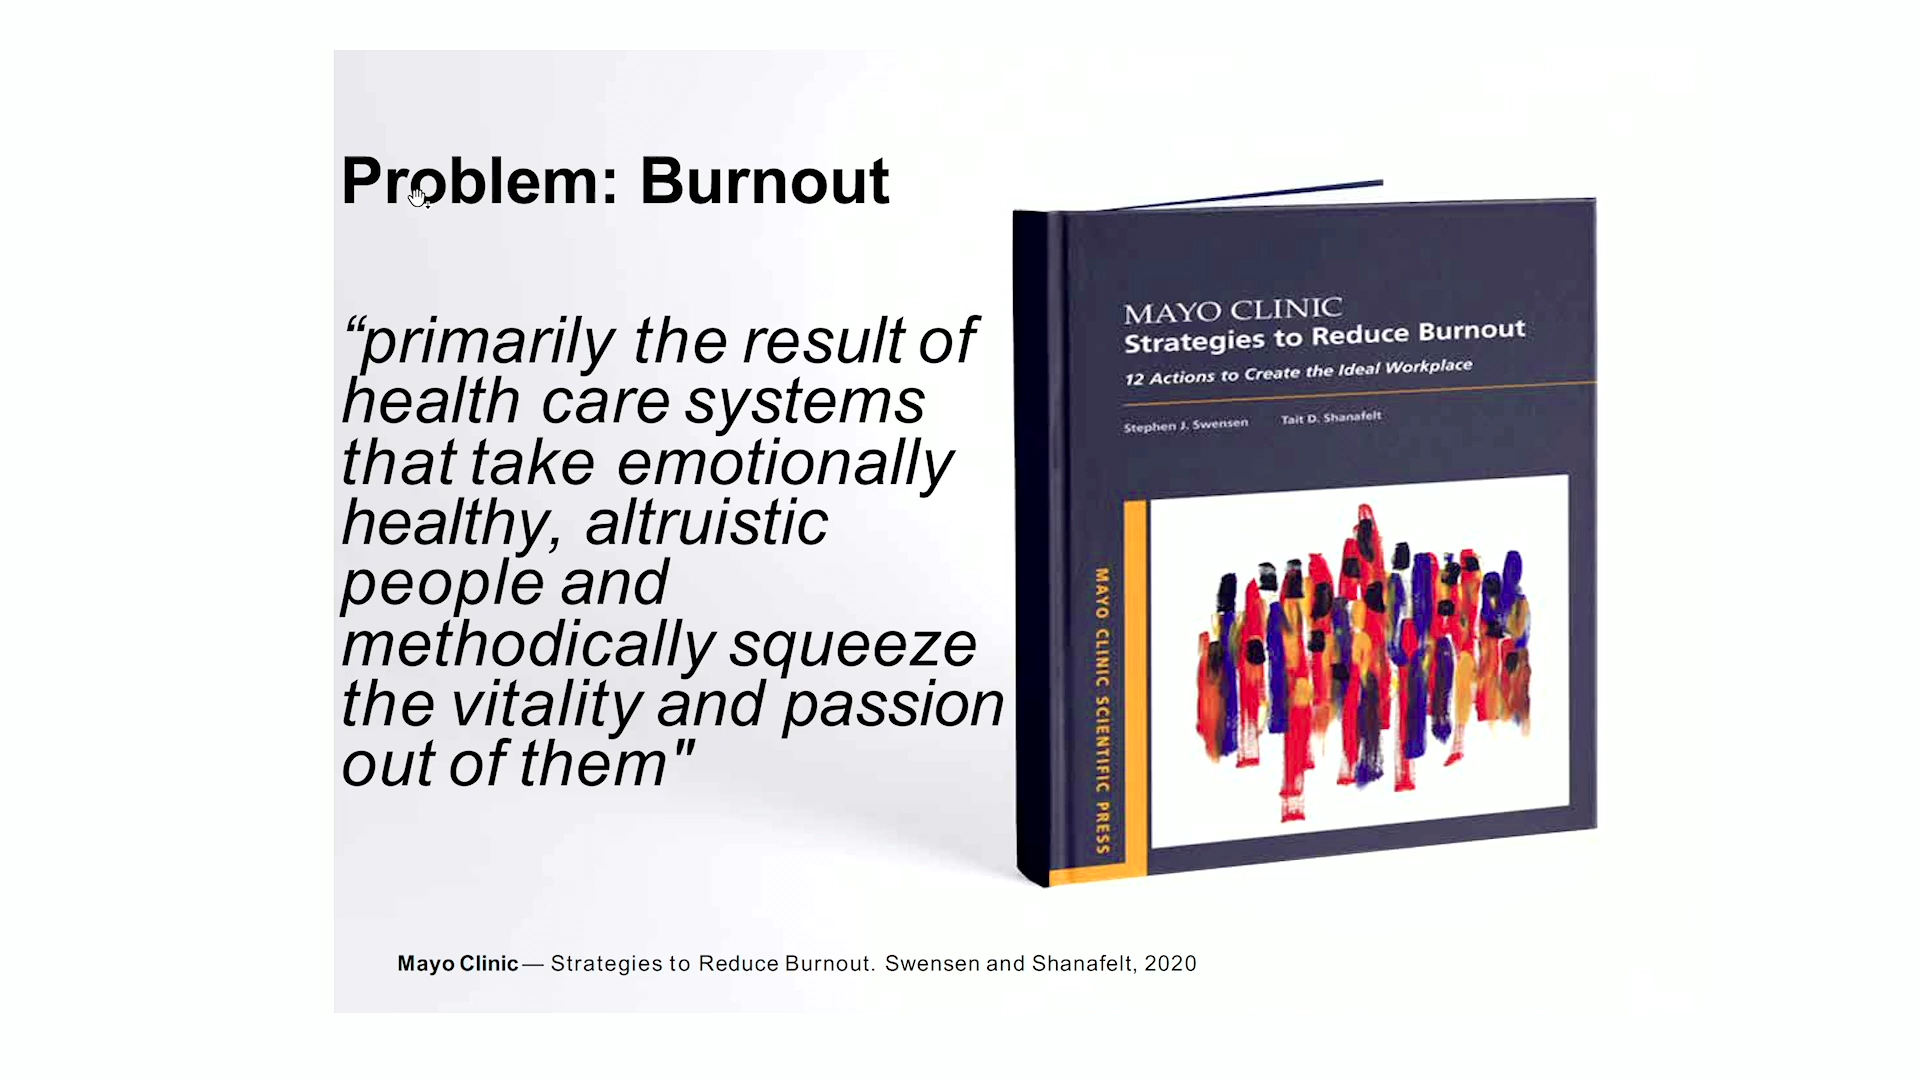 Problem: Burnout
“primarily the result of
health care systems
that take emotionally
healthy, altruistic
people and
methodically squeeze
the vitality and passion
out of them"
MAYO CLINIC
Strategies to Reduce Burnout
12 Actions to Create the Ideal Workplace
Stephen J. Swensen Tait D. Shanafelt
MAYO CLINIC SCIENTIFIC PRESS
Mayo Clinic — Strategies to Reduce Burnout. Swensen and Shanafelt, 2020